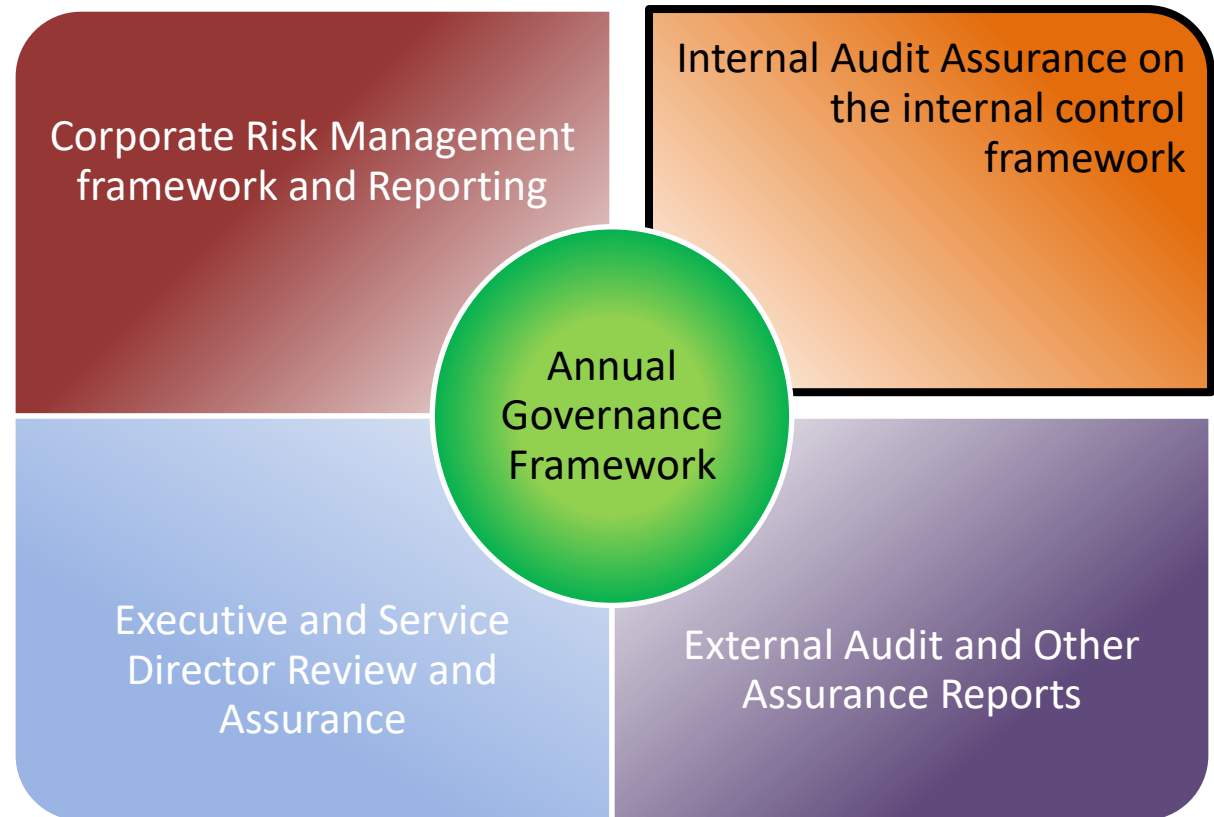 Corporate Risk Management
framework and Reporting
Internal Audit Assurance on
the internal control
framework
Annual
Governance
Framework
Executive and Service
Director Review and
Assurance
External Audit and Other
Assurance Reports